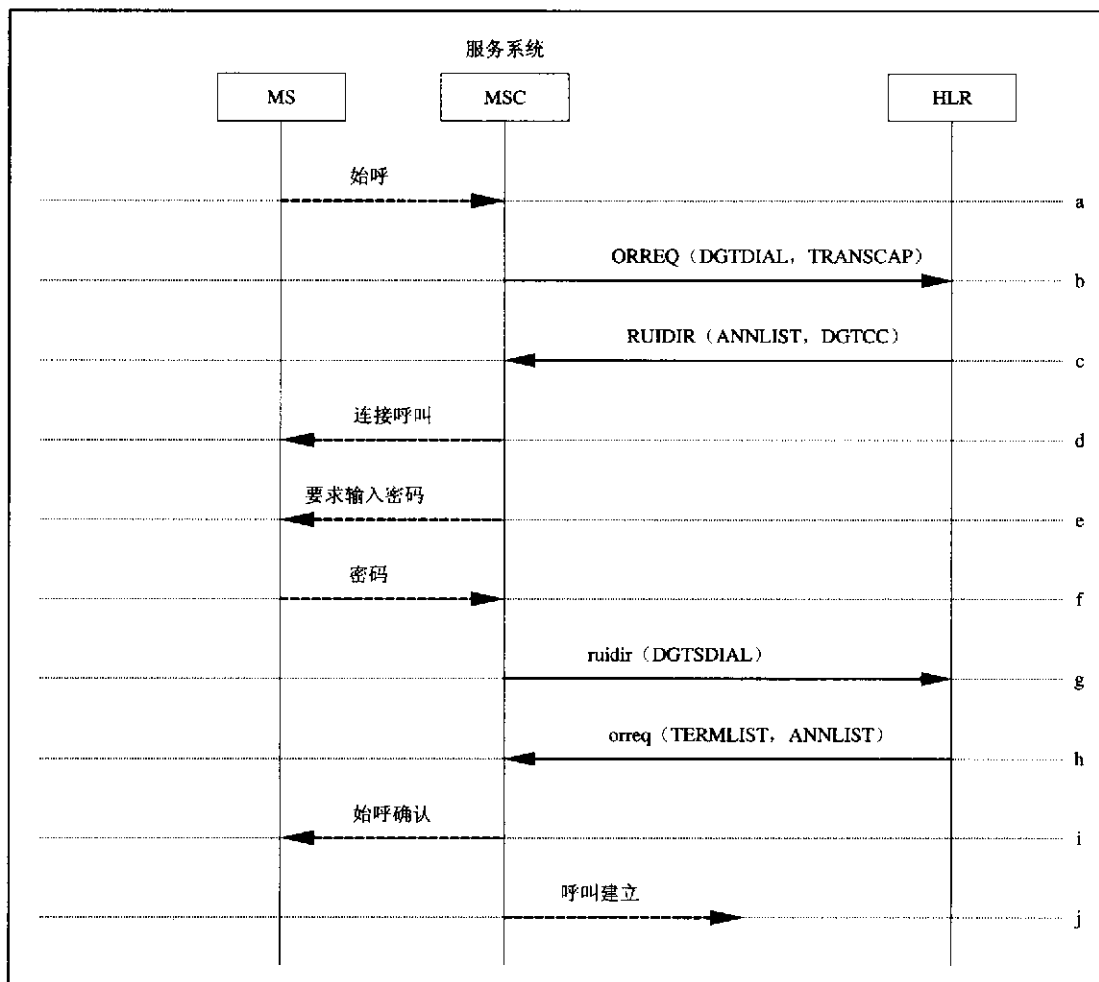 服务系统
MS
MSC
HLR
始呼
a
ORREQ（DGTDIAL，TRANSCAP）
b
RUIDIR（ANNLIST，DGTCC）
c
连接呼叫
d
要求输入密码
e
密码
f
ruidir（DGTSDIAL）
g
orreq（TERMLIST，ANNLIST）
h
始呼确认
i
呼叫建立
j